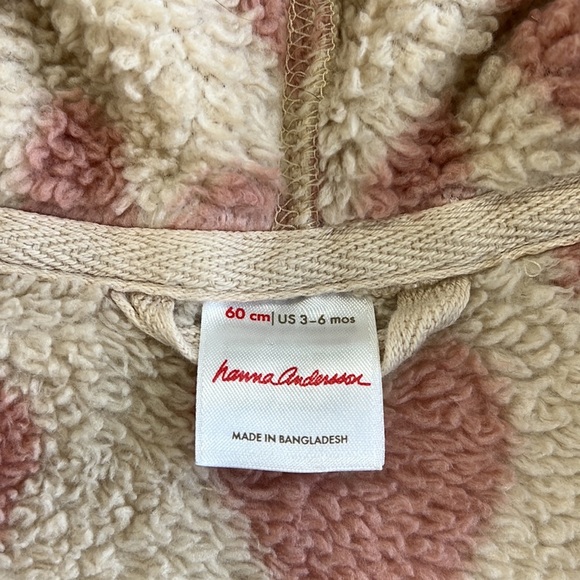 60 cm| US 3–6 mos
hanna andersson
MADE IN BANGLADESH